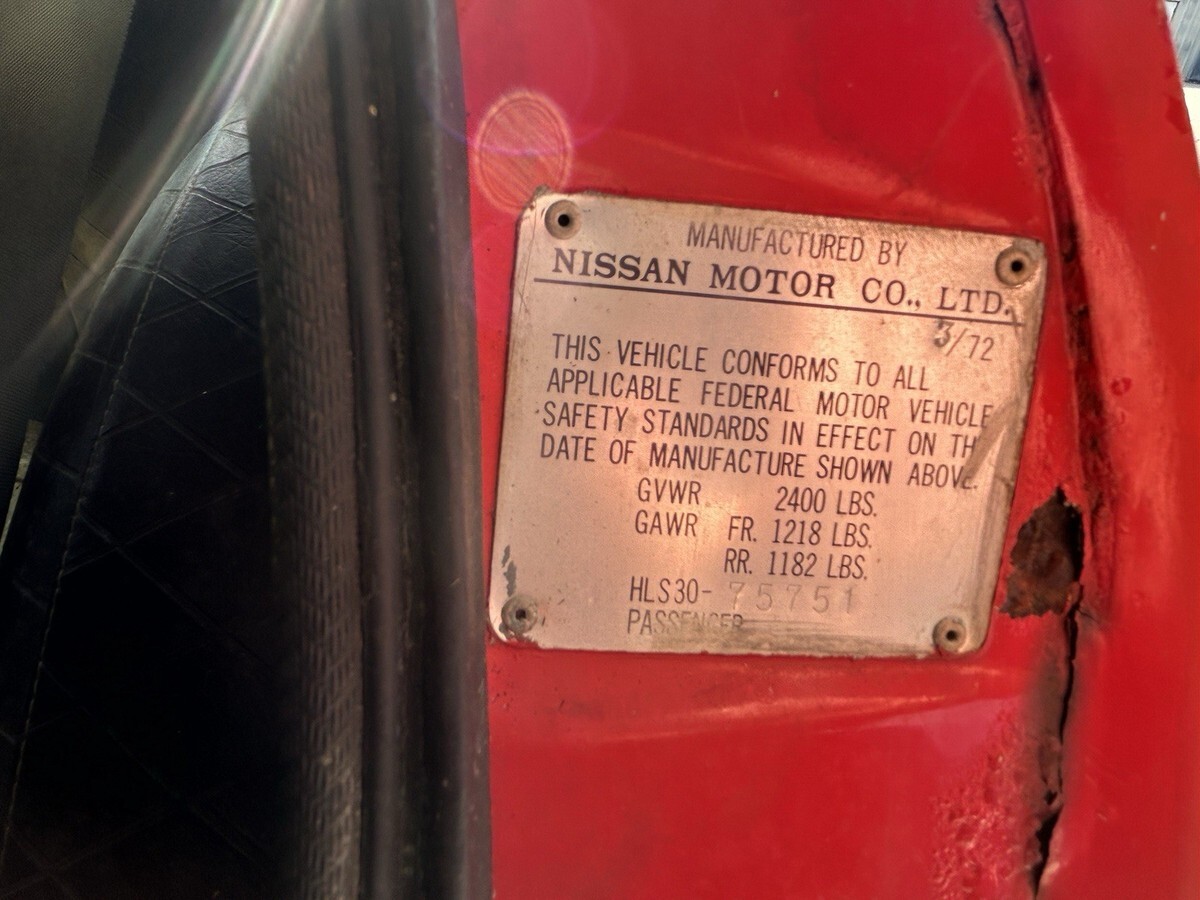 MANUFACTURED BY
NISSAN MOTOR CO., LTD.
3/72
THIS VEHICLE CONFORMS TO ALL
APPLICABLE FEDERAL MOTOR VEHICLE
SAFETY STANDARDS IN EFFECT ON THE
DATE OF MANUFACTURE SHOWN ABOVE.
GVWR 2400 LBS.
GAWR FR. 1218 LBS.
RR. 1182 LBS.
HLS30- 75751
PASSENGER